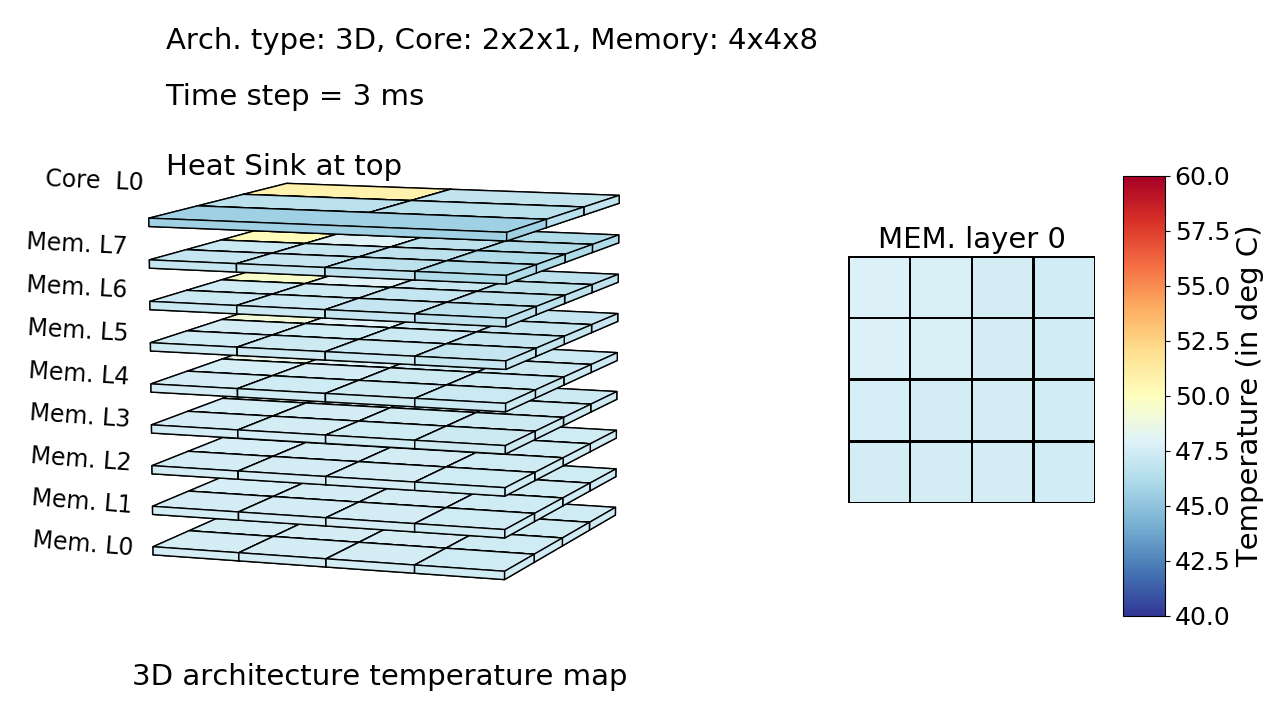 Arch. type: 3D, Core: 2x2x1, Memory: 4x4x8
Time step = 3 ms
Heat Sink at top
Core  L0
Mem. L7
Mem. L6
Mem. L5
Mem. L4
Mem. L3
Mem. L2
Mem. L1
Mem. L0
3D architecture temperature map
MEM. layer 0
60.0
57.5
55.0
52.5
50.0
47.5
45.0
42.5
40.0
Temperature (in deg C)